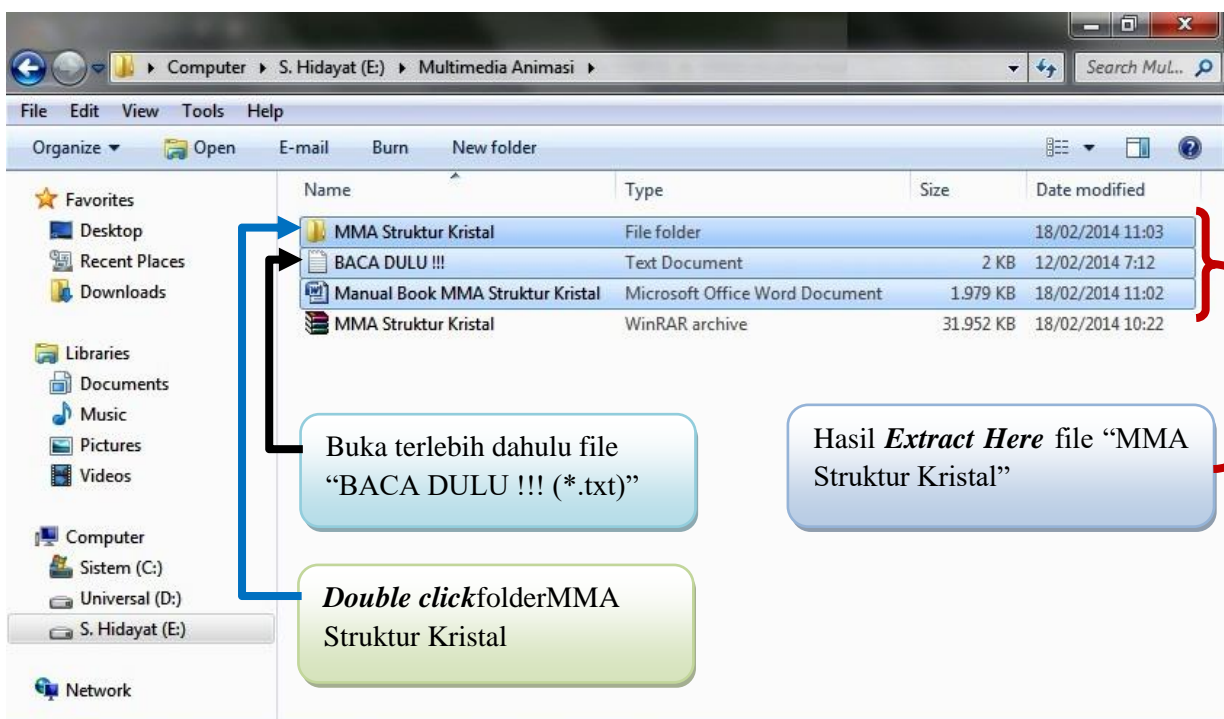 Computer ▸ S. Hidayat (E:) ▸ Multimedia Animasi ▸
Search Mul...
File Edit View Tools Help
Organize Open E-mail Burn New folder
Name Type Size Date modified
MMA Struktur Kristal File folder 18/02/2014 11:03
BACA DULU !!! Text Document 2 KB 12/02/2014 7:12
Manual Book MMA Struktur Kristal Microsoft Office Word Document 1.979 KB 18/02/2014 11:02
MMA Struktur Kristal WinRAR archive 31.952 KB 18/02/2014 10:22
Favorites
Desktop
Recent Places
Downloads
Libraries
Documents
Music
Pictures
Videos
Computer
Sistem (C:)
Universal (D:)
S. Hidayat (E:)
Network
Buka terlebih dahulu file
“BACA DULU !!! (*.txt)”
Hasil Extract Here file “MMA
Struktur Kristal”
Double clickfolderMMA
Struktur Kristal